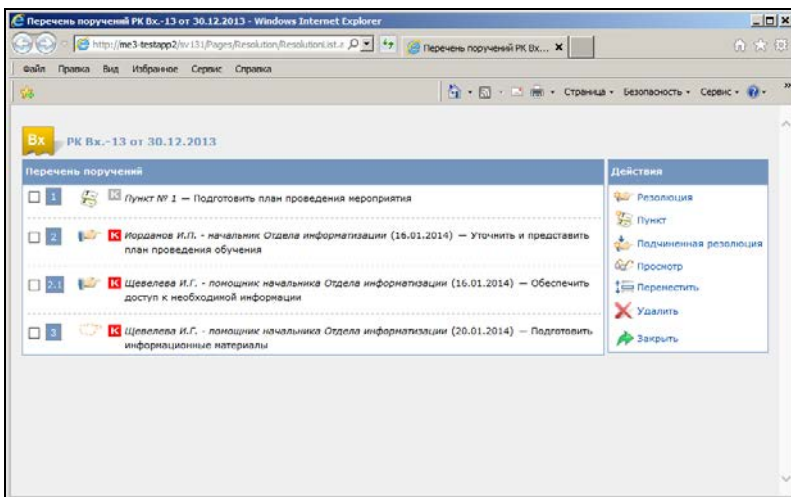 Перечень поручений РК Вх.-13 от 30.12.2013 - Windows Internet Explorer
http://me3-testapp2/sv131/Pages/Resolution/ResolutionList.a
Перечень поручений РК Вх...
Файл Правка Вид Избранное Сервис Справка
Страница Безопасность Сервис
Вх РК Вх.-13 от 30.12.2013
Перечень поручений
1 К Пункт № 1 — Подготовить план проведения мероприятия
2 К Иорданов И.П. - начальник Отдела информатизации (16.01.2014) — Уточнить и представить
план проведения обучения
2.1 К Щевелева И.Г. - помощник начальника Отдела информатизации (16.01.2014) — Обеспечить
доступ к необходимой информации
3 К Щевелева И.Г. - помощник начальника Отдела информатизации (20.01.2014) — Подготовить
информационные материалы
Действия
Резолюция
Пункт
Подчиненная резолюция
Просмотр
Переместить
Удалить
Закрыть